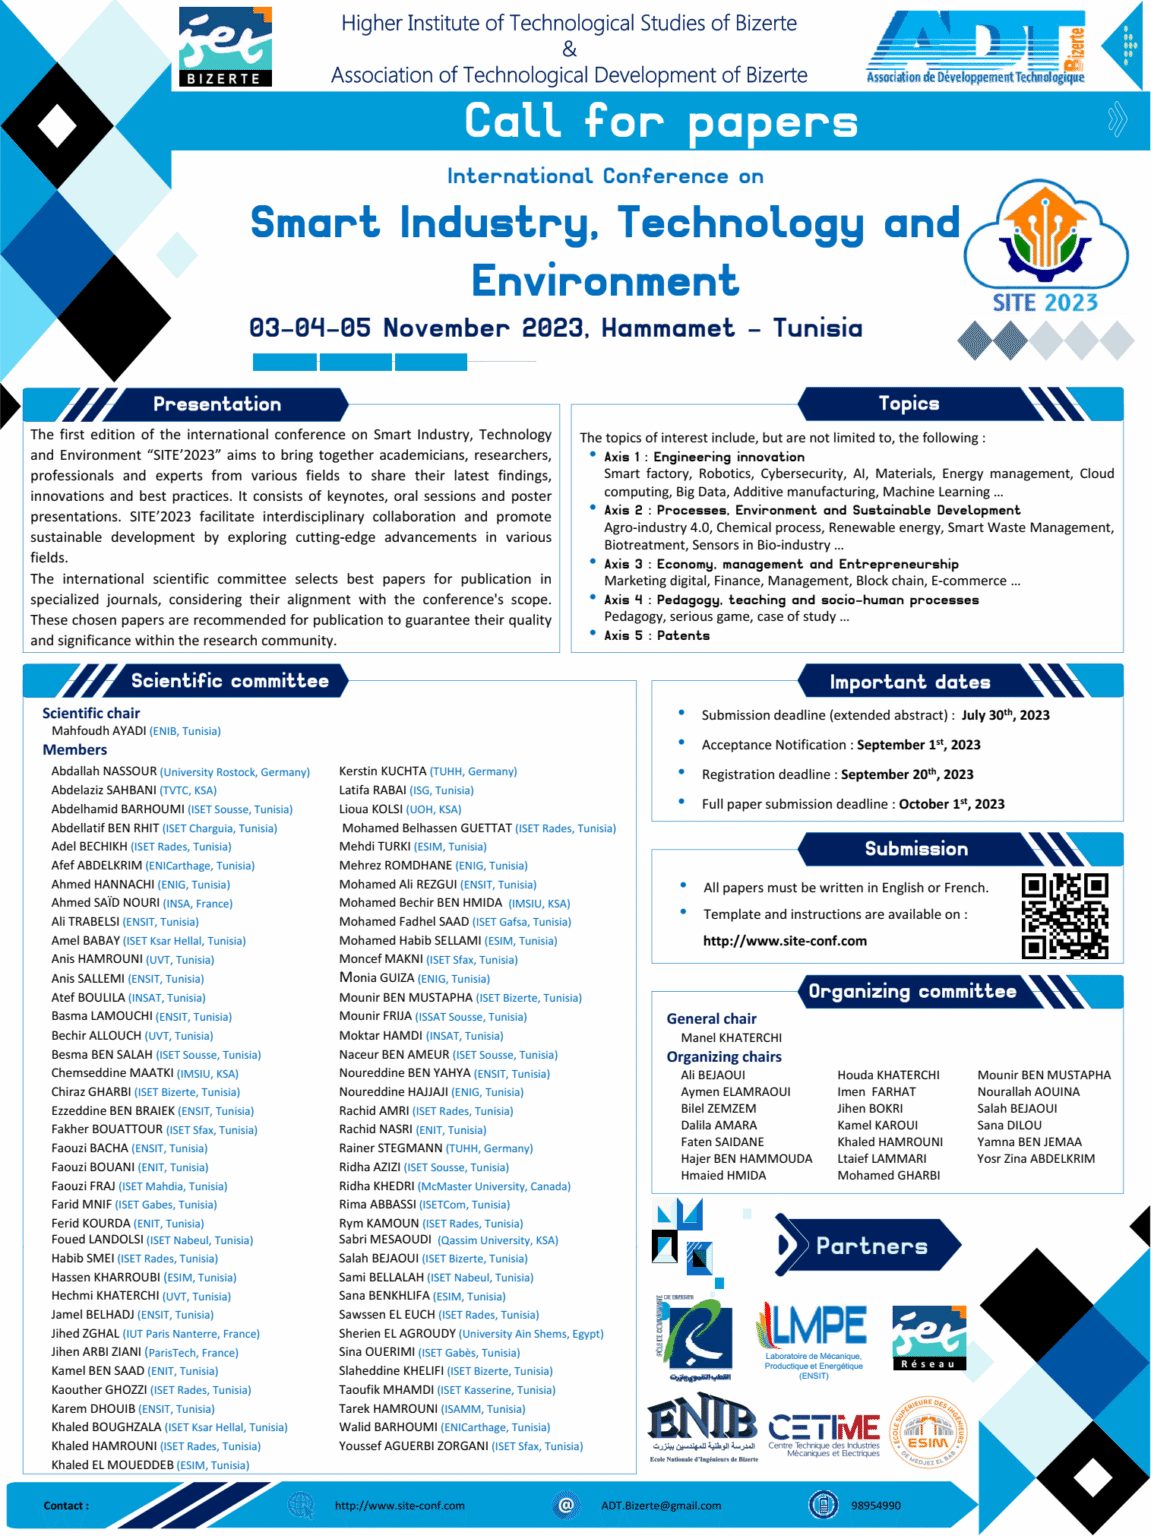 iset
BIZERTE
Higher Institute of Technological Studies of Bizerte
&
Association of Technological Development of Bizerte
ADT
Bizerte
Association de Développement Technologique
Call for papers
International Conference on
Smart Industry, Technology and
Environment
03-04-05 November 2023, Hammamet - Tunisia
SITE 2023
Presentation
The first edition of the international conference on Smart Industry, Technology
and Environment “SITE’2023” aims to bring together academicians, researchers,
professionals and experts from various fields to share their latest findings,
innovations and best practices. It consists of keynotes, oral sessions and poster
presentations. SITE’2023 facilitate interdisciplinary collaboration and promote
sustainable development by exploring cutting-edge advancements in various
fields.
The international scientific committee selects best papers for publication in
specialized journals, considering their alignment with the conference's scope.
These chosen papers are recommended for publication to guarantee their quality
and significance within the research community.
Topics
The topics of interest include, but are not limited to, the following :
• Axis 1 : Engineering innovation
Smart factory, Robotics, Cybersecurity, AI, Materials, Energy management, Cloud
computing, Big Data, Additive manufacturing, Machine Learning ...
• Axis 2 : Processes, Environment and Sustainable Development
Agro-industry 4.0, Chemical process, Renewable energy, Smart Waste Management,
Biotreatment, Sensors in Bio-industry ...
• Axis 3 : Economy, management and Entrepreneurship
Marketing digital, Finance, Management, Block chain, E-commerce ...
• Axis 4 : Pedagogy, teaching and socio-human processes
Pedagogy, serious game, case of study ...
• Axis 5 : Patents
Scientific committee
Scientific chair
Mahfoudh AYADI (ENIB, Tunisia)
Members
Abdallah NASSOUR (University Rostock, Germany)
Abdelaziz SAHBANI (TVTC, KSA)
Abdelhamid BARHOUMI (ISET Sousse, Tunisia)
Abdellatif BEN RHIT (ISET Charguia, Tunisia)
Adel BECHIKH (ISET Rades, Tunisia)
Afef ABDELKRIM (ENICarthage, Tunisia)
Ahmed HANNACHI (ENIG, Tunisia)
Ahmed SAÏD NOURI (INSA, France)
Ali TRABELSI (ENSIT, Tunisia)
Amel BABAY (ISET Ksar Hellal, Tunisia)
Anis HAMROUNI (UVT, Tunisia)
Anis SALLEMI (ENSIT, Tunisia)
Atef BOULILA (INSAT, Tunisia)
Basma LAMOUCHI (ENSIT, Tunisia)
Bechir ALLOUCH (UVT, Tunisia)
Besma BEN SALAH (ISET Sousse, Tunisia)
Chemseddine MAATKI (IMSIU, KSA)
Chiraz GHARBI (ISET Bizerte, Tunisia)
Ezzeddine BEN BRAIEK (ENSIT, Tunisia)
Fakher BOUATTOUR (ISET Sfax, Tunisia)
Faouzi BACHA (ENSIT, Tunisia)
Faouzi BOUANI (ENIT, Tunisia)
Faouzi FRAJ (ISET Mahdia, Tunisia)
Farid MNIF (ISET Gabes, Tunisia)
Ferid KOURDA (ENIT, Tunisia)
Foued LANDOLSI (ISET Nabeul, Tunisia)
Habib SMEI (ISET Rades, Tunisia)
Hassen KHARROUBI (ESIM, Tunisia)
Hechmi KHATERCHI (UVT, Tunisia)
Jamel BELHADJ (ENSIT, Tunisia)
Jihed ZGHAL (IUT Paris Nanterre, France)
Jihen ARBI ZIANI (ParisTech, France)
Kamel BEN SAAD (ENIT, Tunisia)
Kaouther GHOZZI (ISET Rades, Tunisia)
Karem DHOUIB (ENSIT, Tunisia)
Khaled BOUGHZALA (ISET Ksar Hellal, Tunisia)
Khaled HAMROUNI (ISET Rades, Tunisia)
Khaled EL MOUEDDEB (ESIM, Tunisia)
Kerstin KUCHTA (TUHH, Germany)
Latifa RABAI (ISG, Tunisia)
Lioua KOLSI (UOH, KSA)
Mohamed Belhassen GUETTAT (ISET Rades, Tunisia)
Mehdi TURKI (ESIM, Tunisia)
Mehrez ROMDHANE (ENIG, Tunisia)
Mohamed Ali REZGUI (ENSIT, Tunisia)
Mohamed Bechir BEN HMIDA (IMSIU, KSA)
Mohamed Fadhel SAAD (ISET Gafsa, Tunisia)
Mohamed Habib SELLAMI (ESIM, Tunisia)
Moncef MAKNI (ISET Sfax, Tunisia)
Monia GUIZA (ENIG, Tunisia)
Mounir BEN MUSTAPHA (ISET Bizerte, Tunisia)
Mounir FRIJA (ISSAT Sousse, Tunisia)
Moktar HAMDI (INSAT, Tunisia)
Naceur BEN AMEUR (ISET Sousse, Tunisia)
Noureddine BEN YAHYA (ENSIT, Tunisia)
Noureddine HAJJAJI (ENIG, Tunisia)
Rachid AMRI (ISET Rades, Tunisia)
Rachid NASRI (ENIT, Tunisia)
Rainer STEGMANN (TUHH, Germany)
Ridha AZIZI (ISET Sousse, Tunisia)
Ridha KHEDRI (McMaster University, Canada)
Rima ABBASSI (ISETCom, Tunisia)
Rym KAMOUN (ISET Rades, Tunisia)
Sabri MESAOUDI (Qassim University, KSA)
Salah BEJAOUI (ISET Bizerte, Tunisia)
Sami BELLALAH (ISET Nabeul, Tunisia)
Sana BENKHLIFA (ESIM, Tunisia)
Sawssen EL EUCH (ISET Rades, Tunisia)
Sherien EL AGROUDY (University Ain Shems, Egypt)
Sina OUERIMI (ISET Gabès, Tunisia)
Slaheddine KHELIFI (ISET Bizerte, Tunisia)
Taoufik MHAMDI (ISET Kasserine, Tunisia)
Tarek HAMROUNI (ISAMM, Tunisia)
Walid BARHOUMI (ENICarthage, Tunisia)
Youssef AGUERBI ZORGANI (ISET Sfax, Tunisia)
Important dates
• Submission deadline (extended abstract) : July 30th, 2023
• Acceptance Notification : September 1st, 2023
• Registration deadline : September 20th, 2023
• Full paper submission deadline : October 1st, 2023
Submission
• All papers must be written in English or French.
• Template and instructions are available on :
http://www.site-conf.com
Organizing committee
General chair
Manel KHATERCHI
Organizing chairs
Ali BEJAOUI
Aymen ELAMRAOUI
Bilel ZEMZEM
Dalila AMARA
Faten SAIDANE
Hajer BEN HAMMOUDA
Hmaied HMIDA
Houda KHATERCHI
Imen FARHAT
Jihen BOKRI
Kamel KAROUI
Khaled HAMROUNI
Ltaief LAMMARI
Mohamed GHARBI
Mounir BEN MUSTAPHA
Nourallah AOUINA
Salah BEJAOUI
Sana DILOU
Yamna BEN JEMAA
Yosr Zina ABDELKRIM
Partners
LMPE
Laboratoire de Mécanique,
Productique et Energétique
(ENSIT)
iset
Réseau
ENIB
المدرسة الوطنية للمهندسين ببنزرت
Ecole Nationale d'Ingénieurs de Bizerte
CETIME
Centre Technique des Industries
Mécaniques et Electriques
ECOLE SUPÉRIEURE DES INGÉNIEURS
ESIM
DE MEDJEZ EL BAB
Contact :
http://www.site-conf.com
ADT.Bizerte@gmail.com
98954990